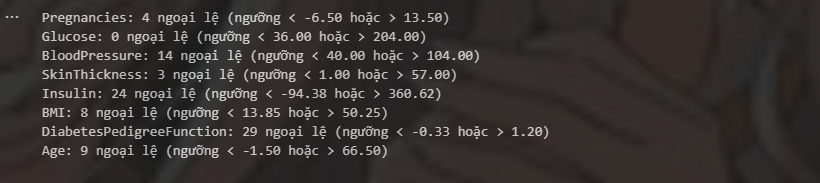 Pregnancies: 4 ngoại lệ (ngưỡng < -6.50 hoặc > 13.50)
Glucose: 0 ngoại lệ (ngưỡng < 36.00 hoặc > 204.00)
BloodPressure: 14 ngoại lệ (ngưỡng < 40.00 hoặc > 104.00)
SkinThickness: 3 ngoại lệ (ngưỡng < 1.00 hoặc > 57.00)
Insulin: 24 ngoại lệ (ngưỡng < -94.38 hoặc > 360.62)
BMI: 8 ngoại lệ (ngưỡng < 13.85 hoặc > 50.25)
DiabetesPedigreeFunction: 29 ngoại lệ (ngưỡng < -0.33 hoặc > 1.20)
Age: 9 ngoại lệ (ngưỡng < -1.50 hoặc > 66.50)